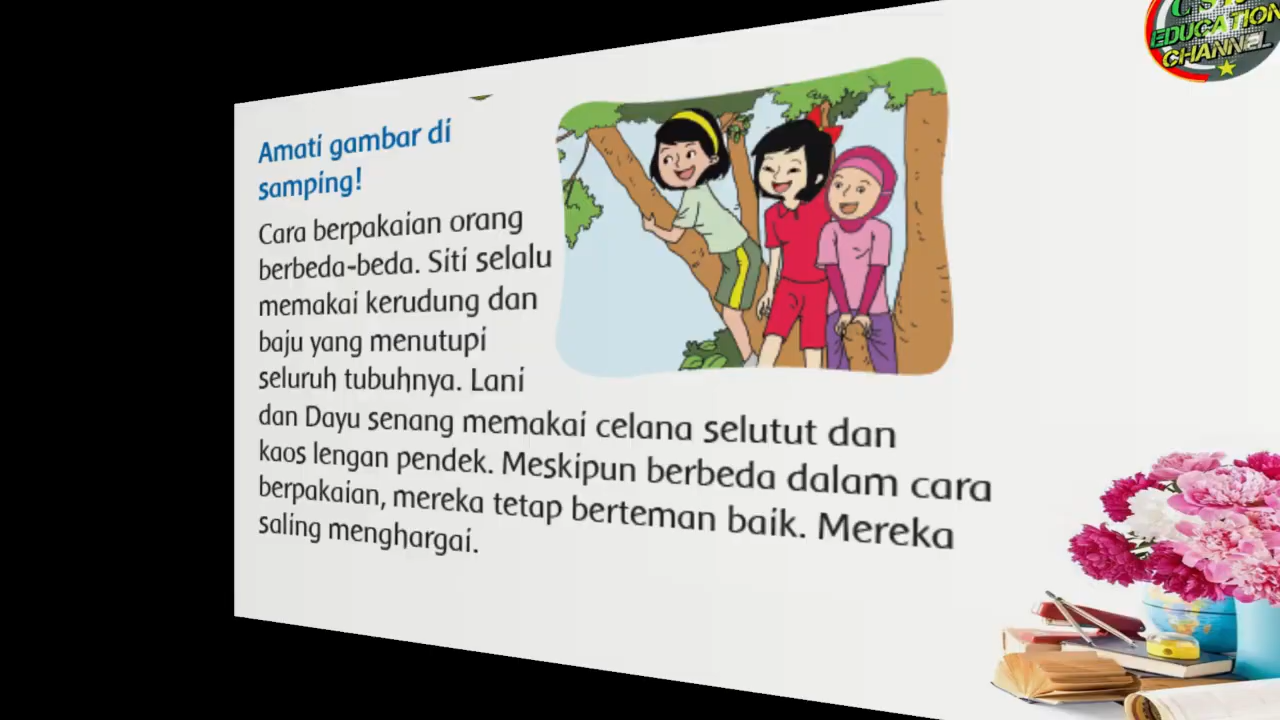 Amati gambar di
samping!
Cara berpakaian orang
berbeda-beda. Siti selalu
memakai kerudung dan
baju yang menutupi
seluruh tubuhnya. Lani
dan Dayu senang memakai celana selutut dan
kaos lengan pendek. Meskipun berbeda dalam cara
berpakaian, mereka tetap berteman baik. Mereka
saling menghargai.
EDUCATION
CHANNEL